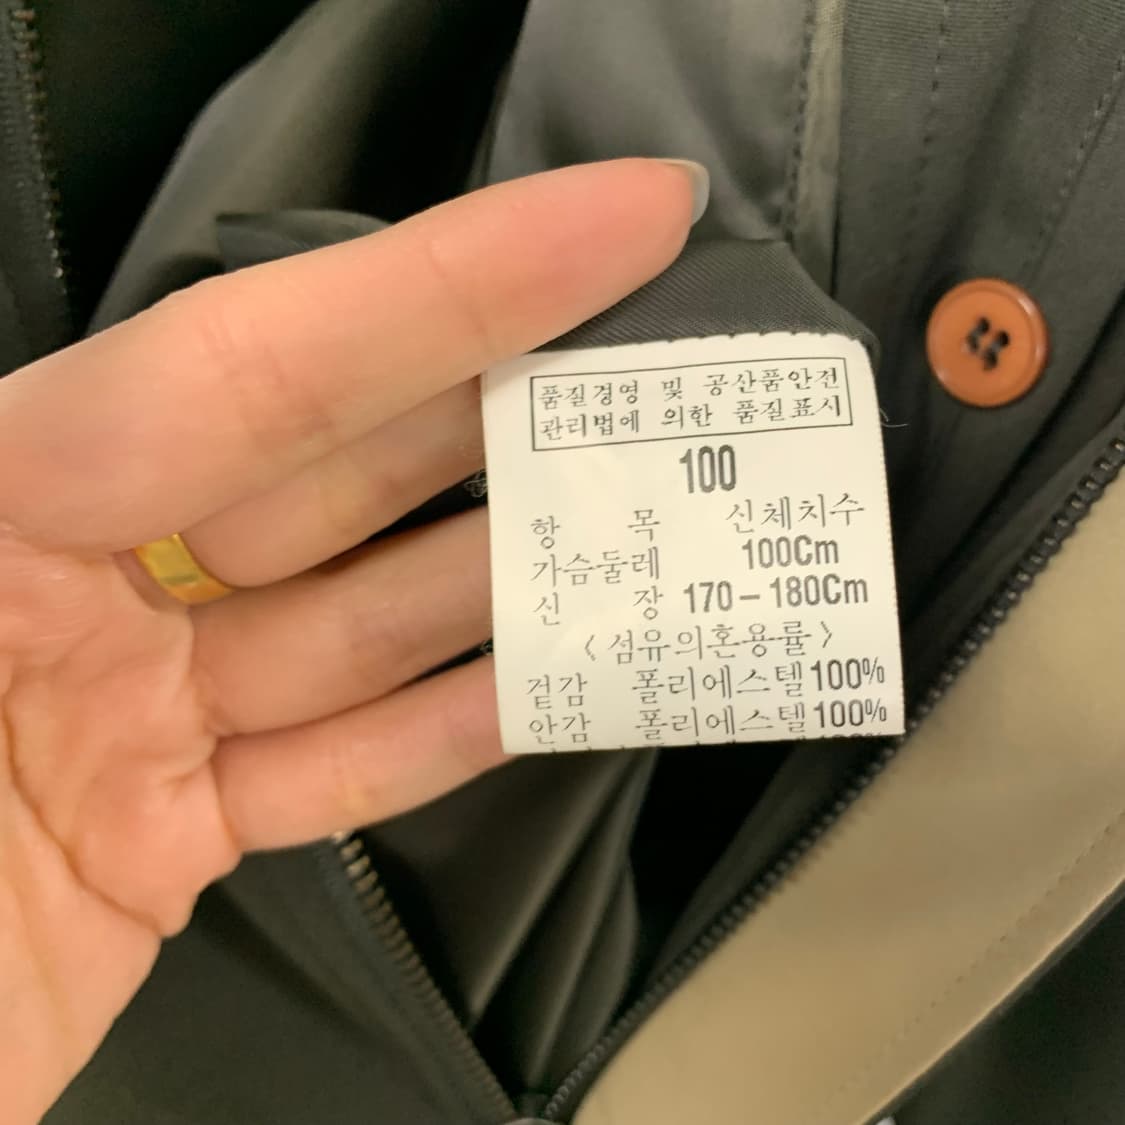 품질경영 및 공산품안전
관리법에 의한 품질표시
100
항 목 신체치수
가슴둘레 100Cm
신 장 170-180Cm
〈섬유의혼용률〉
겉감 폴리에스텔100%
안감 폴리에스텔100%